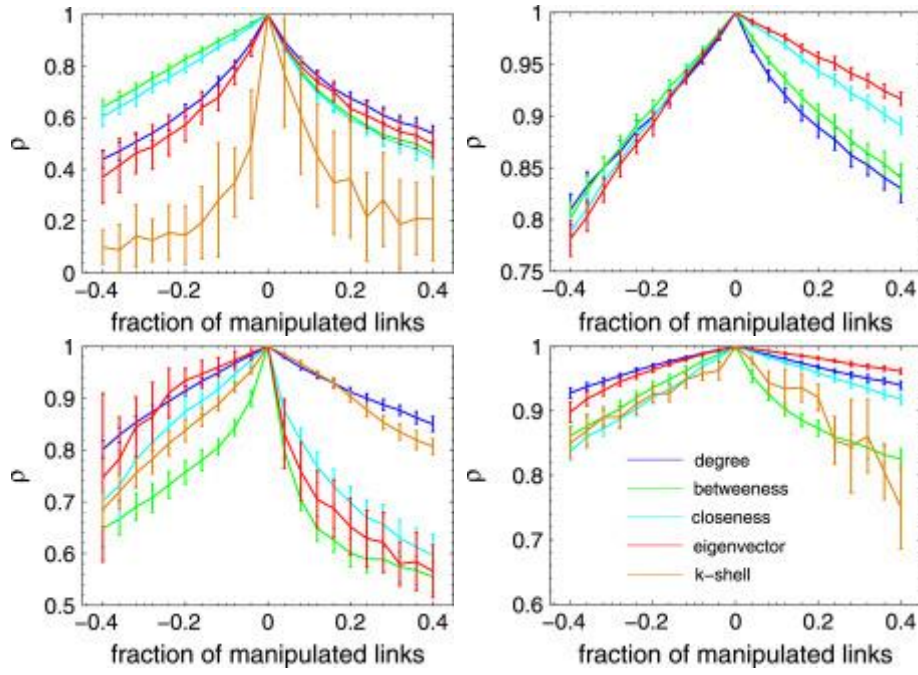 1
0.8
0.6
0.4
0.2
0
ρ
−0.4 −0.2 0 0.2 0.4
fraction of manipulated links
1
0.95
0.9
0.85
0.8
0.75
ρ
−0.4 −0.2 0 0.2 0.4
fraction of manipulated links
1
0.9
0.8
0.7
0.6
0.5
ρ
−0.4 −0.2 0 0.2 0.4
fraction of manipulated links
1
0.9
0.8
0.7
0.6
ρ
degree
betweeness
closeness
eigenvector
k−shell
−0.4 −0.2 0 0.2 0.4
fraction of manipulated links